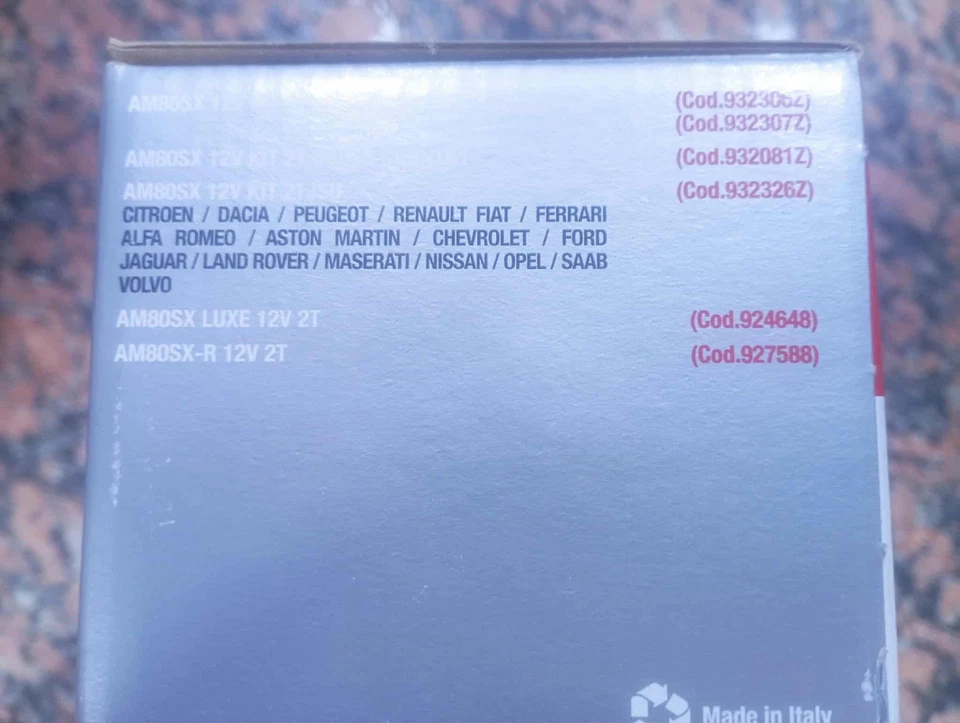 AM80SX 12V (Cod.932306Z)
(Cod.932307Z)
AM80SX 12V KIT 2T (Cod.932081Z)
AM80SX 12V KIT 2T (Cod.932326Z)
CITROEN / DACIA / PEUGEOT / RENAULT FIAT / FERRARI
ALFA ROMEO / ASTON MARTIN / CHEVROLET / FORD
JAGUAR / LAND ROVER / MASERATI / NISSAN / OPEL / SAAB
VOLVO
AM80SX LUXE 12V 2T (Cod.924648)
AM80SX-R 12V 2T (Cod.927588)
Made in Italy